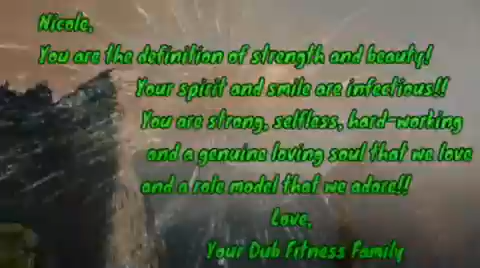 Nicole,
You are the definition of strength and beauty!
Your spirit and smile are infectious!!
You are strong, selfless, hard-working
and a genuine loving soul that we love
and a role model that we adore!!
Love,
Your Dub Fitness Family